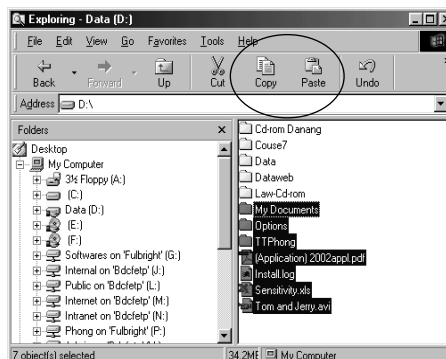 Exploring - Data (D:)
File Edit View Go Favorites Tools Help
Back Forward Up Cut Copy Paste Undo
Address D:\
Folders
Desktop
My Computer
3½ Floppy (A:)
(C:)
Data (D:)
(E:)
(F:)
Softwares on 'Fulbright' (G:)
Internal on 'Bdcfetp' (J:)
Public on 'Bdcfetp' (L:)
Internet on 'Bdcfetp' (M:)
Intranet on 'Bdcfetp' (N:)
Phong on 'Fulbright' (P:)
Cd-rom Danang
Couse7
Data
Dataweb
Law-Cd-rom
My Documents
Options
TTPhong
(Application) 2002appl.pdf
Install.log
Sensitivity.xls
Tom and Jerry.avi
7 object(s) selected
My Computer